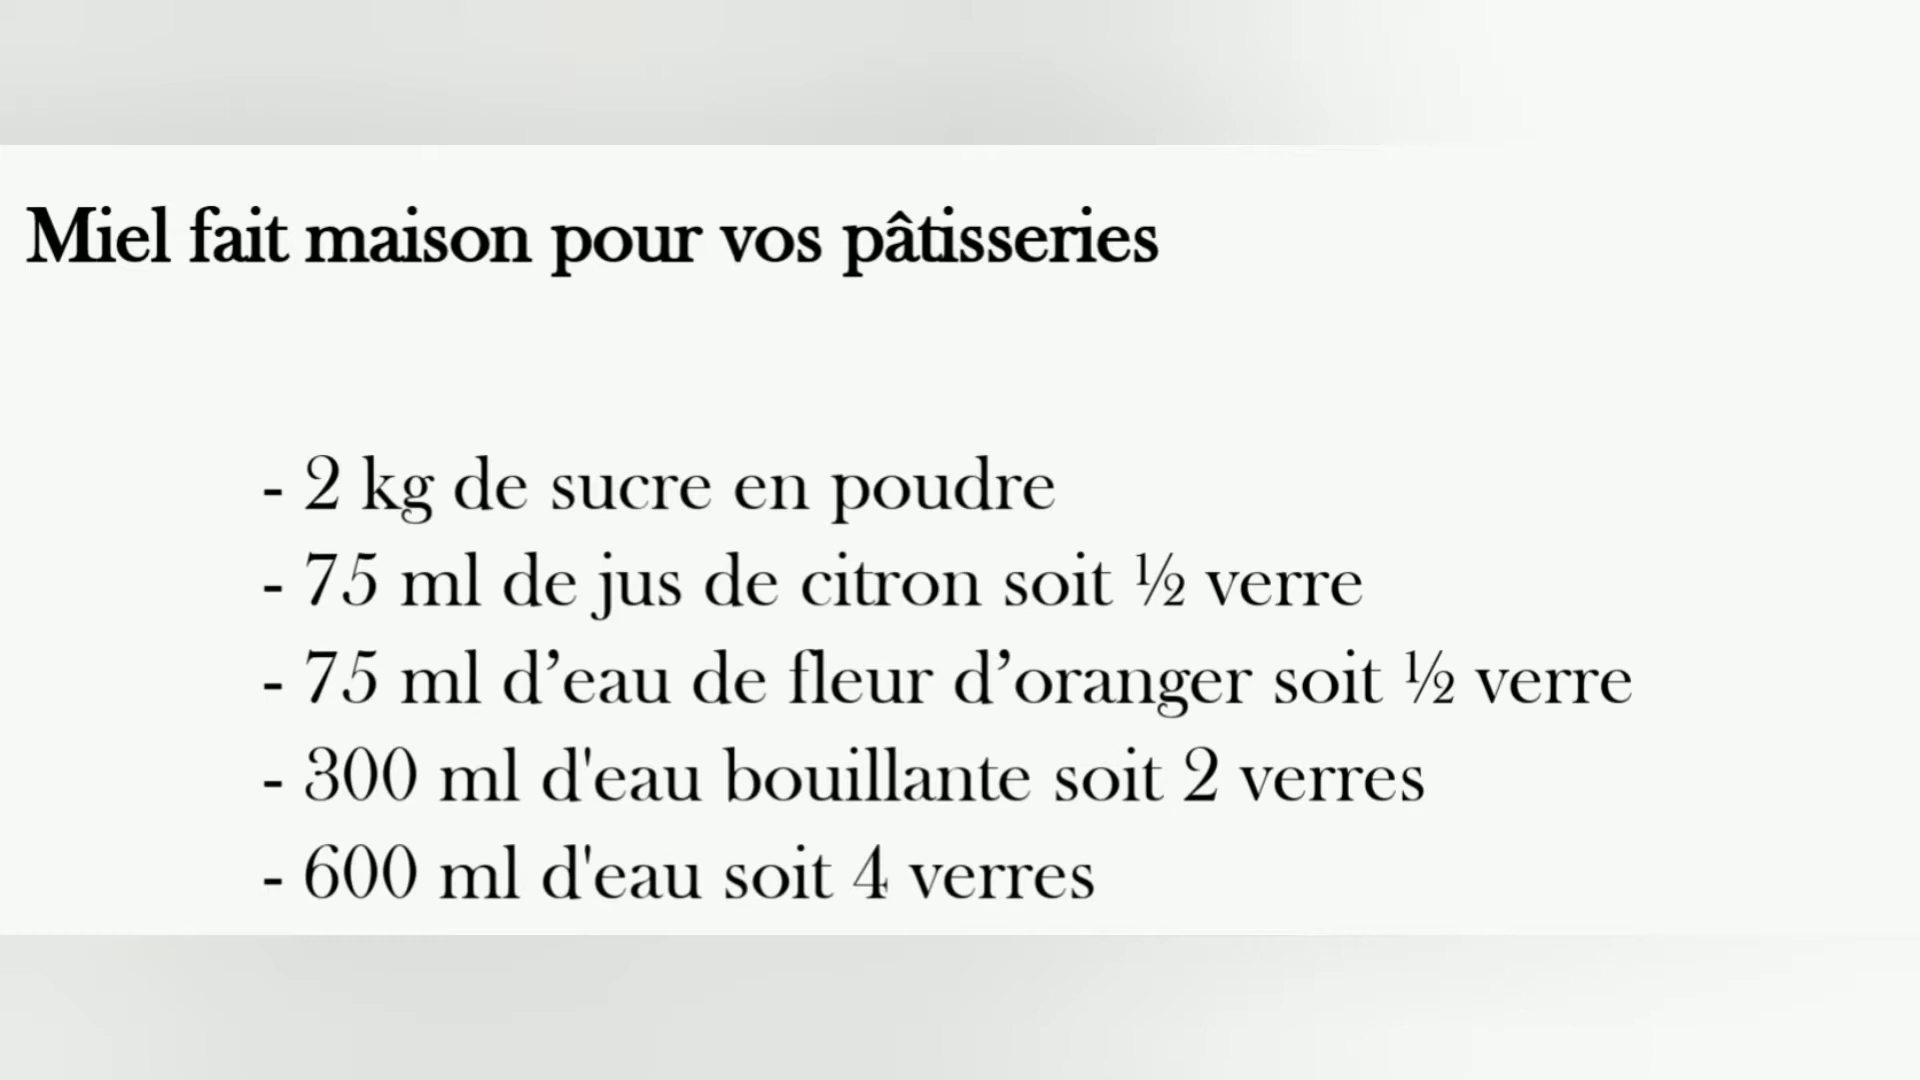 Miel fait maison pour vos pâtisseries
- 2 kg de sucre en poudre
- 75 ml de jus de citron soit ½ verre
- 75 ml d’eau de fleur d’oranger soit ½ verre
- 300 ml d'eau bouillante soit 2 verres
- 600 ml d'eau soit 4 verres